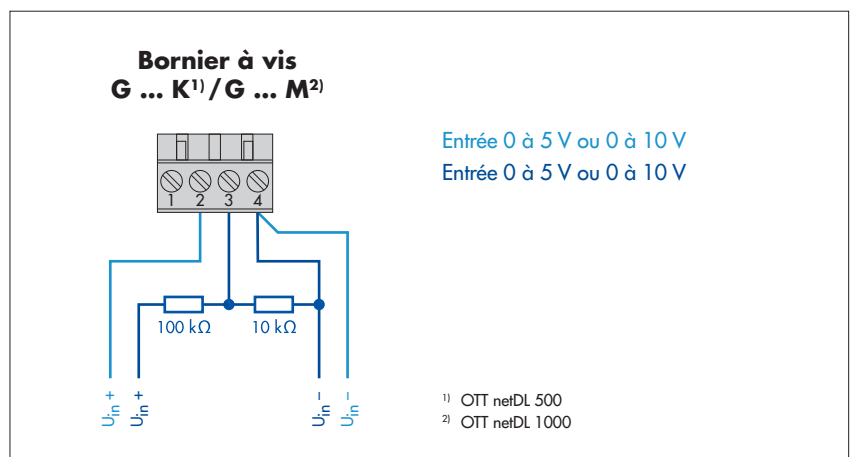 Bornier à vis
G ... K¹⁾/G ... M²⁾
Entrée 0 à 5 V ou 0 à 10 V
Entrée 0 à 5 V ou 0 à 10 V
1 2 3 4
100 kΩ 10 kΩ
Uin + Uin + Uin – Uin –
¹⁾ OTT netDL 500
²⁾ OTT netDL 1000